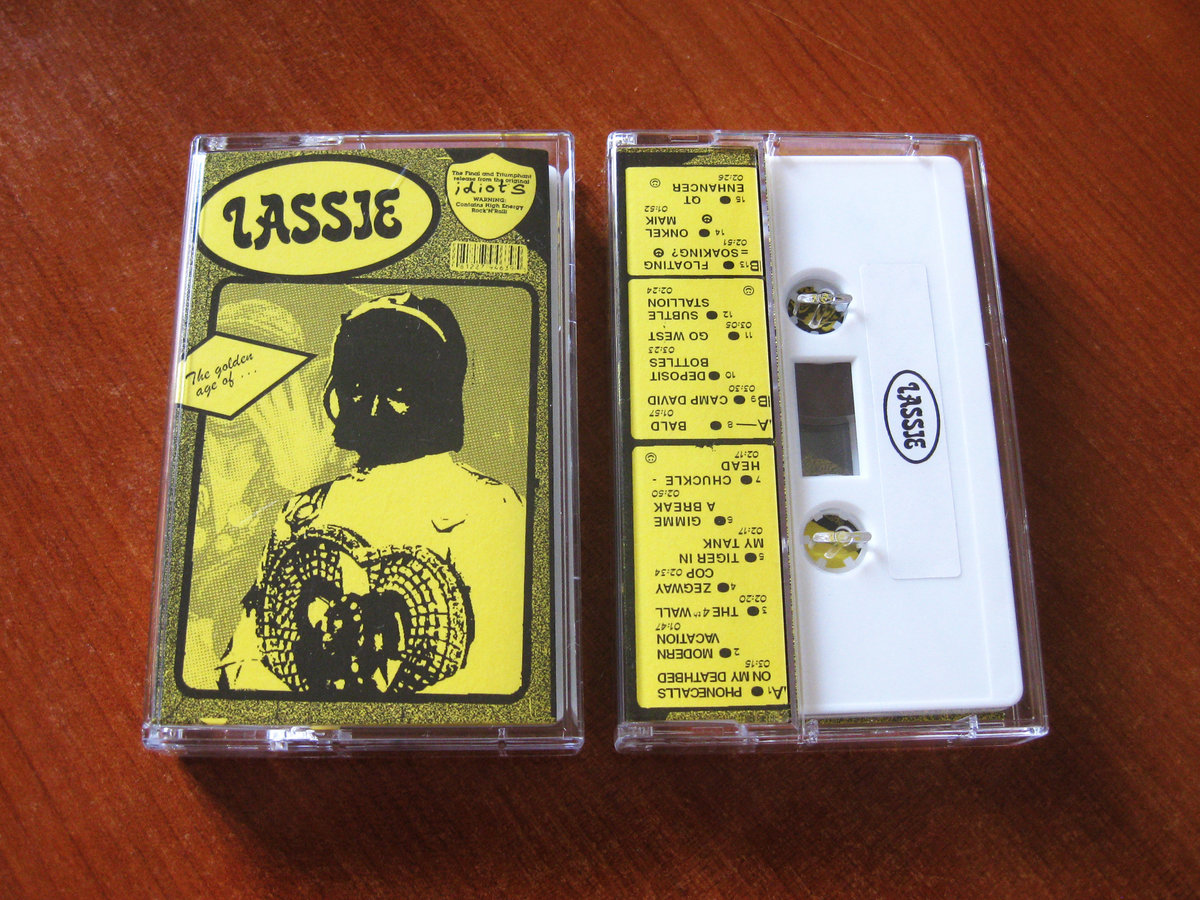 LASSIE
The Final and Triumphant
release from the original
idiots
WARNING:
Contains High Energy
Rock'N'Roll!
The golden
age of ...
A1 ● PHONECALLS
ON MY DEATHBED
03:15
2 ● MODERN
VACATION
01:47
3 ● THE 4TH WALL
02:20
4 ● ZEGWAY
COP 02:34
5 ● TIGER IN
MY TANK
02:17
6 ● GIMME
A BREAK
02:50
7 ● CHUCKLE -
HEAD
02:17
A — 8 ● BALD
01:57
B9 ● CAMP DAVID
03:30
10 ● DEPOSIT
BOTTLES
03:23
11 ● GO WEST
03:05
12 ● SUBTLE
STALLION
02:24
B13 ● FLOATING
=SOAKING?
02:51
14 ● ONKEL
MAIK
01:52
15 ● QT
ENHANCER
02:26
LASSIE